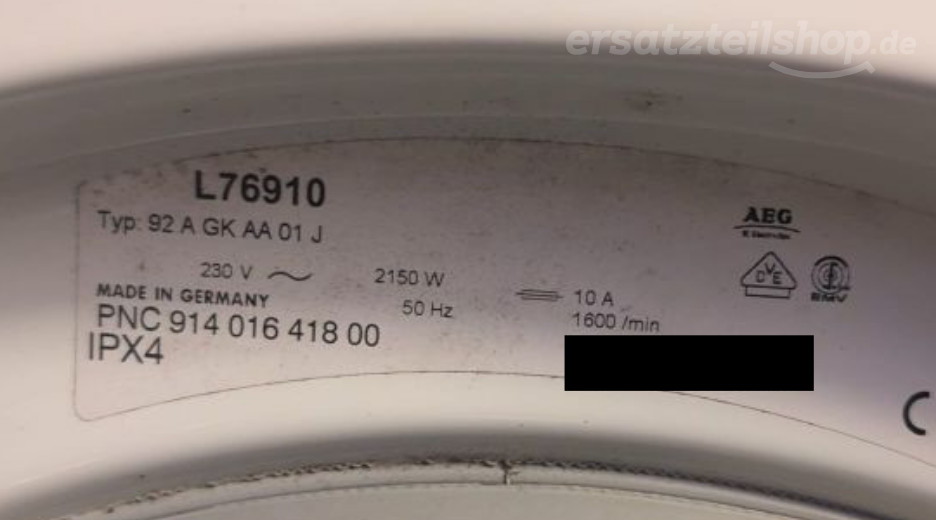 ersatzteilshop.de
L76910
Typ: 92 A GK AA 01 J
230 V
2150 W
MADE IN GERMANY
50 Hz
10 A
1600 /min
PNC 914 016 418 00
IPX4
AEG
VDE
C